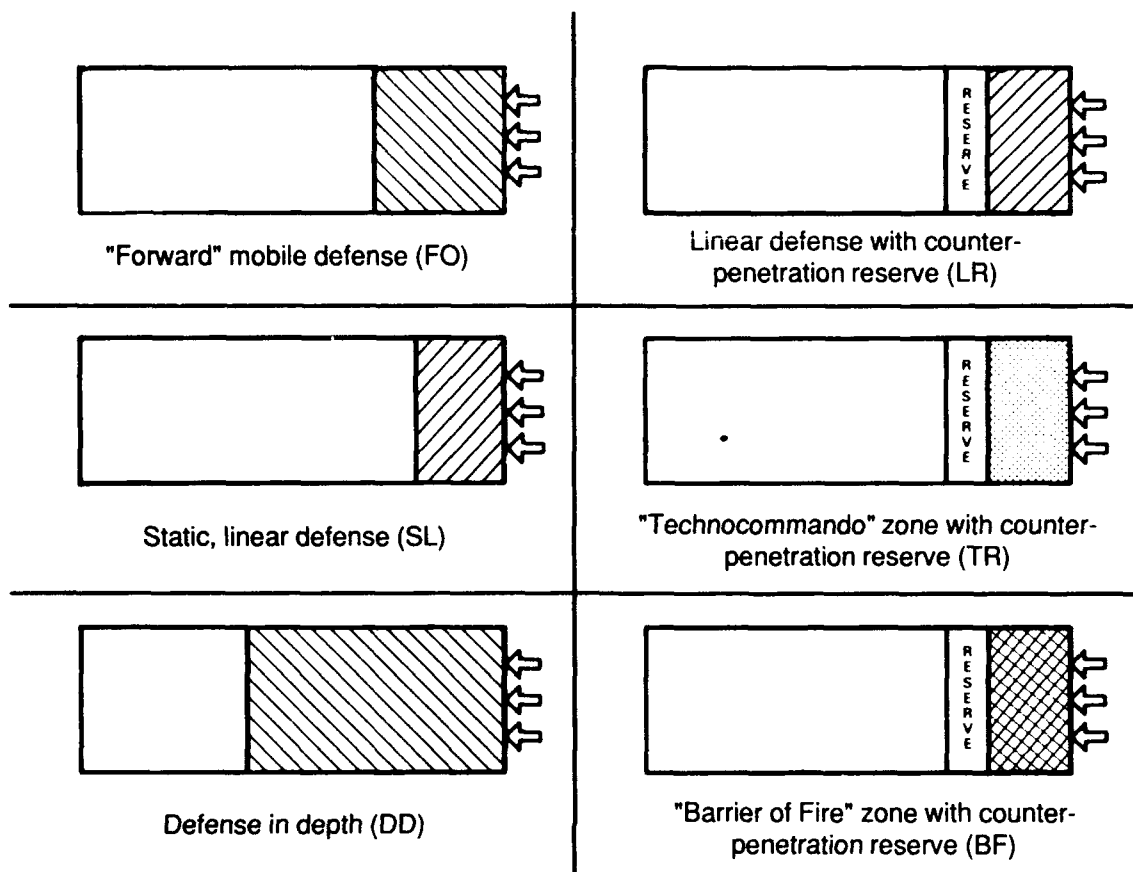 "Forward" mobile defense (FO)
RESERVE
Linear defense with counter-
penetration reserve (LR)
Static, linear defense (SL)
RESERVE
"Technocommando" zone with counter-
penetration reserve (TR)
Defense in depth (DD)
RESERVE
"Barrier of Fire" zone with counter-
penetration reserve (BF)